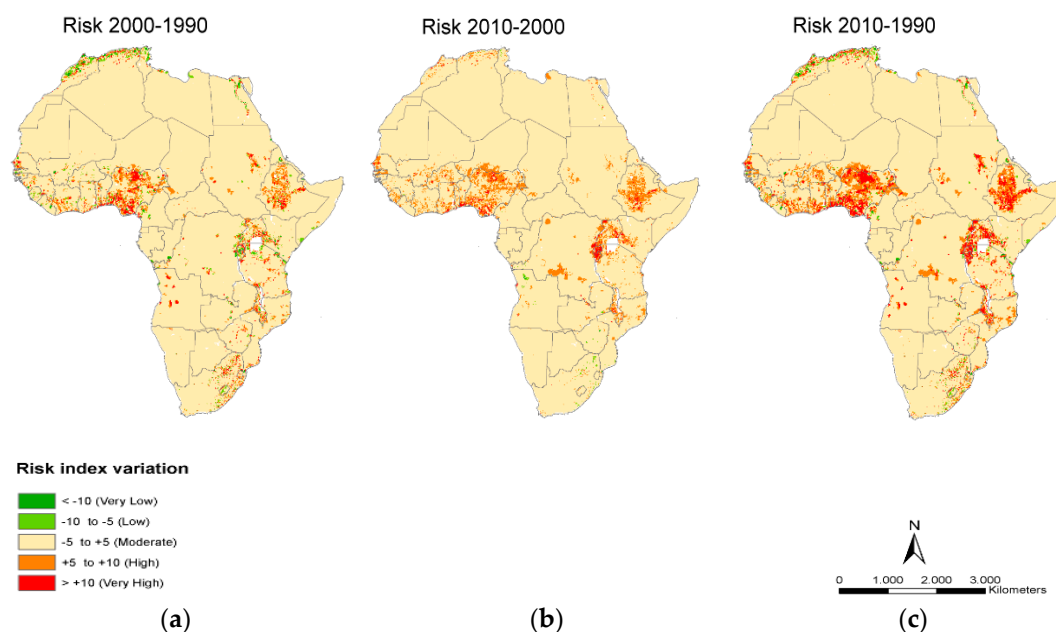 Risk 2000-1990
Risk 2010-2000
Risk 2010-1990
Risk index variation
< -10 (Very Low)
-10 to -5 (Low)
-5 to +5 (Moderate)
+5 to +10 (High)
> +10 (Very High)
N
0 1.000 2.000 3.000
Kilometers
(a)
(b)
(c)